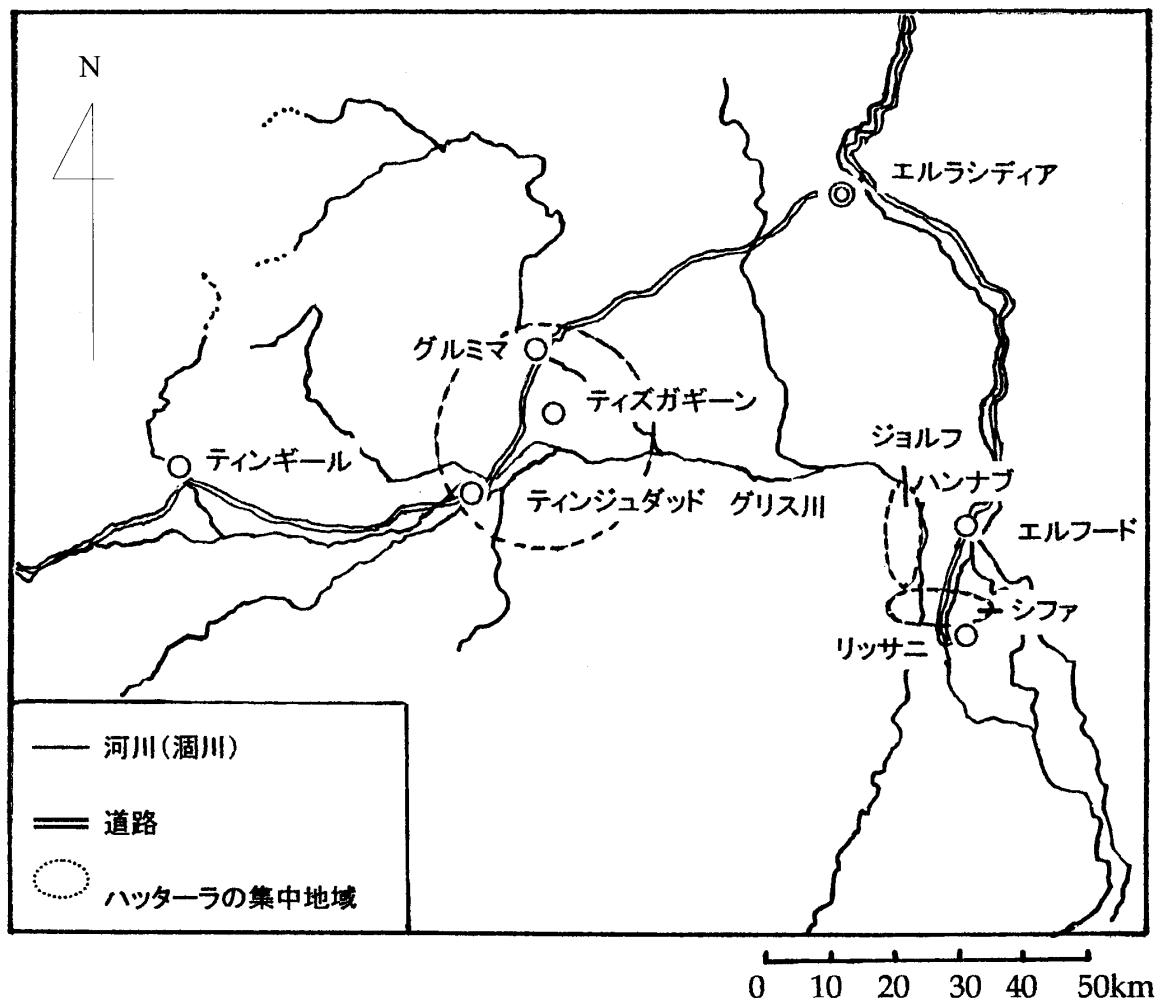 N
エルラシディア
グルミマ
ティズガギーン
ジョルフ
ティンギール
ハンナブ
ティンジュダッド
グリス川
エルフード
シファ
リッサニ
河川(涸川)
道路
ハッターラの集中地域
0 10 20 30 40 50km